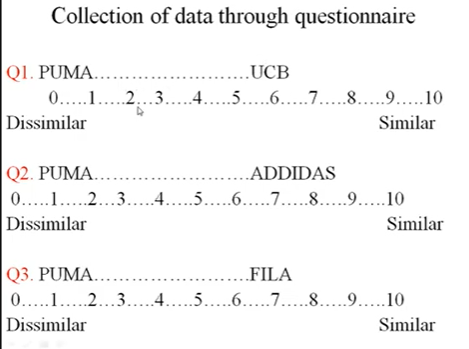 Collection of data through questionnaire
Q1. PUMA……………………..UCB
0…..1…..2…3…..4…..5…..6…..7…..8…..9…..10
Dissimilar Similar
Q2. PUMA……………………..ADDIDAS
0…..1…..2…3…..4…..5…..6…..7…..8…..9…..10
Dissimilar Similar
Q3. PUMA……………………..FILA
0…..1…..2…3…..4…..5…..6…..7…..8…..9…..10
Dissimilar Similar